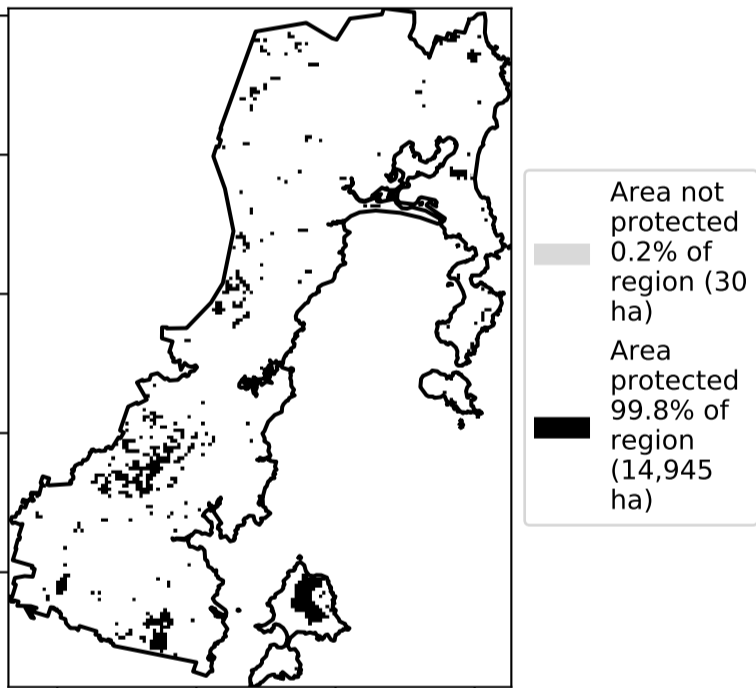 Area not
protected
0.2% of
region (30
ha)
Area
protected
99.8% of
region
(14,945
ha)